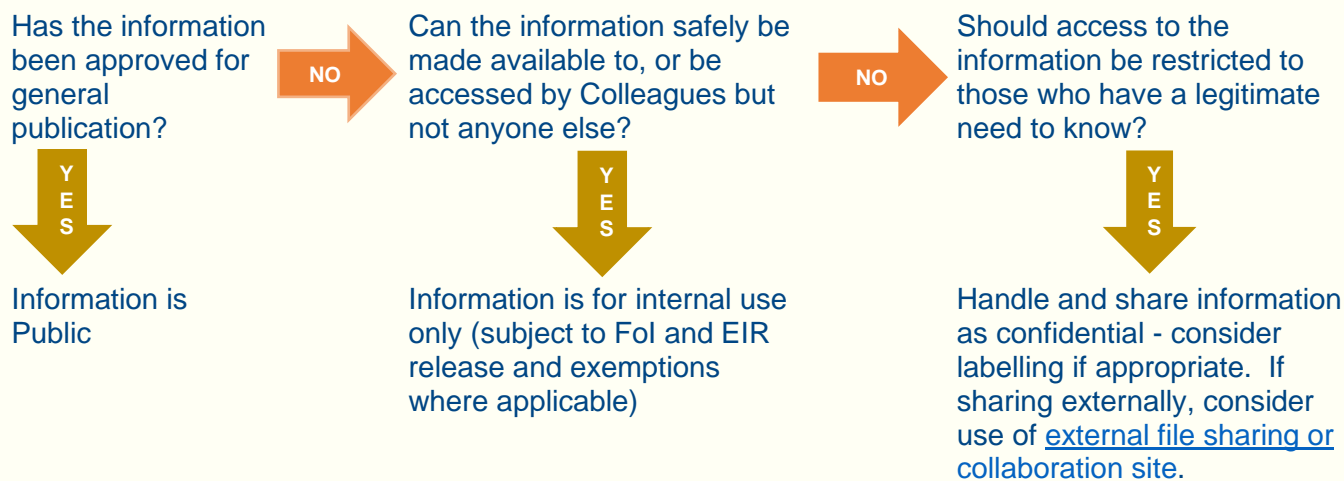 Has the information
been approved for
general
publication?
NO
Can the information safely be
made available to, or be
accessed by Colleagues but
not anyone else?
NO
Should access to the
information be restricted to
those who have a legitimate
need to know?
YES
YES
YES
Information is
Public
Information is for internal use
only (subject to FoI and EIR
release and exemptions
where applicable)
Handle and share information
as confidential - consider
labelling if appropriate.  If
sharing externally, consider
use of external file sharing or
collaboration site.